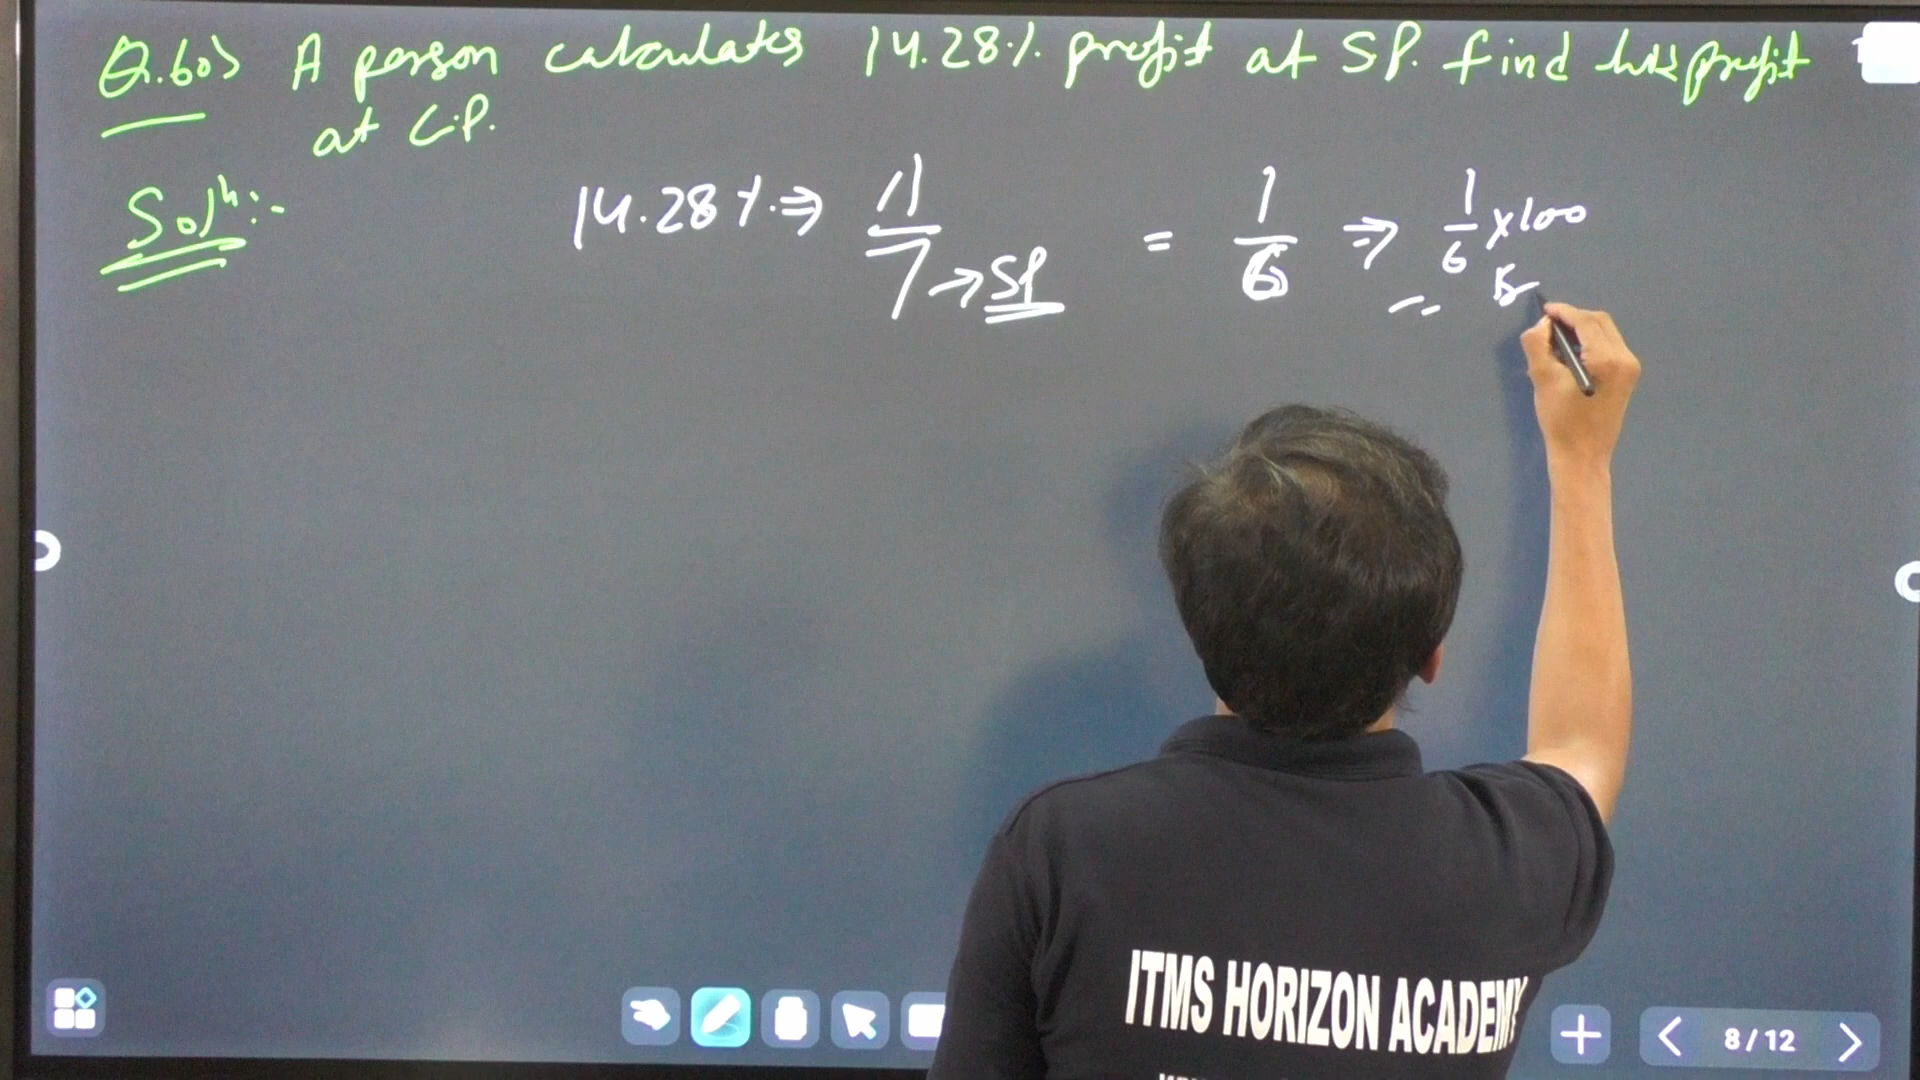 Q.60> A person calculates 14.28% profit at SP. find his profit
at C.P.
Solⁿ:-
14.28% ⇒ 1/7 → SP = 1/6 ⇒ 1/6 × 100
ITMS HORIZON ACADEMY
8/12